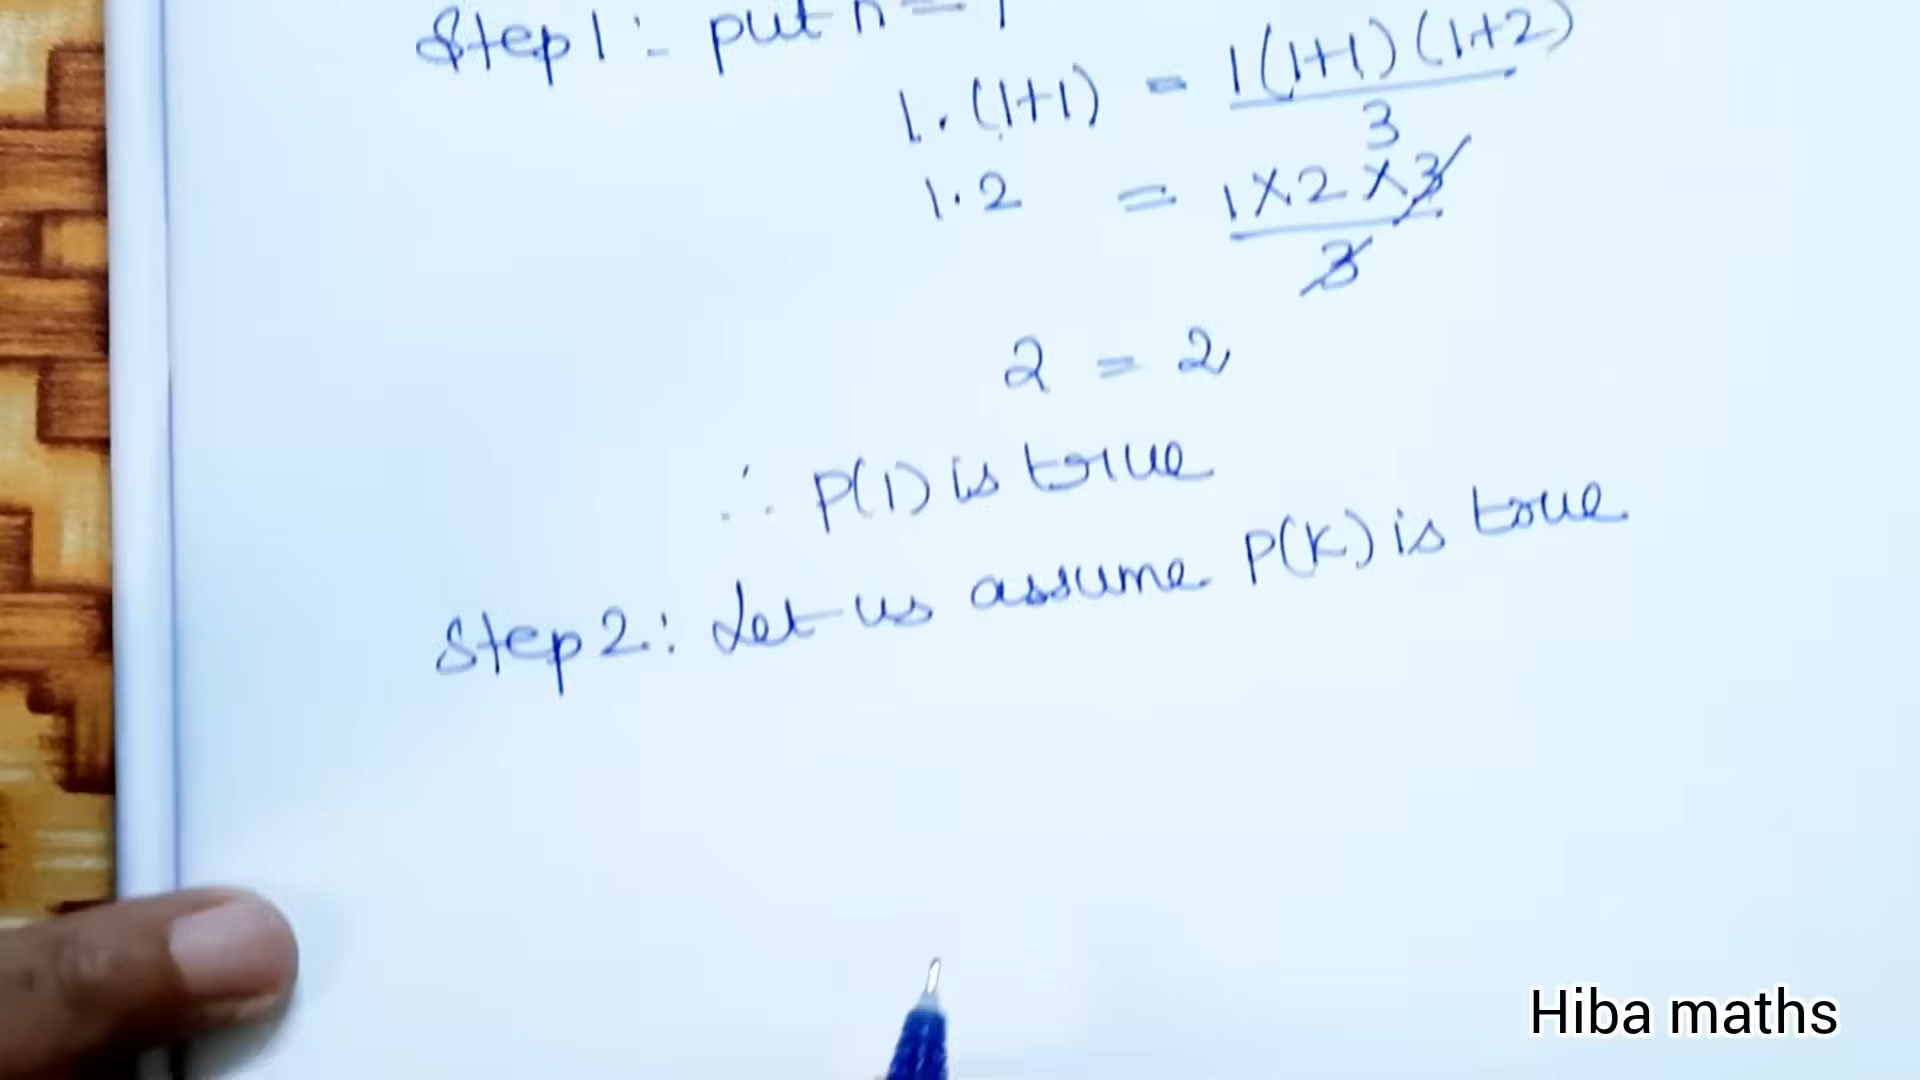 Step 1 :- put n = 1
1. (1+1) = 1(1+1)(1+2)
3
1.2 = 1×2×3
3
2 = 2
∴ P(1) is true
Step 2 : Let us assume P(K) is true
Hiba maths